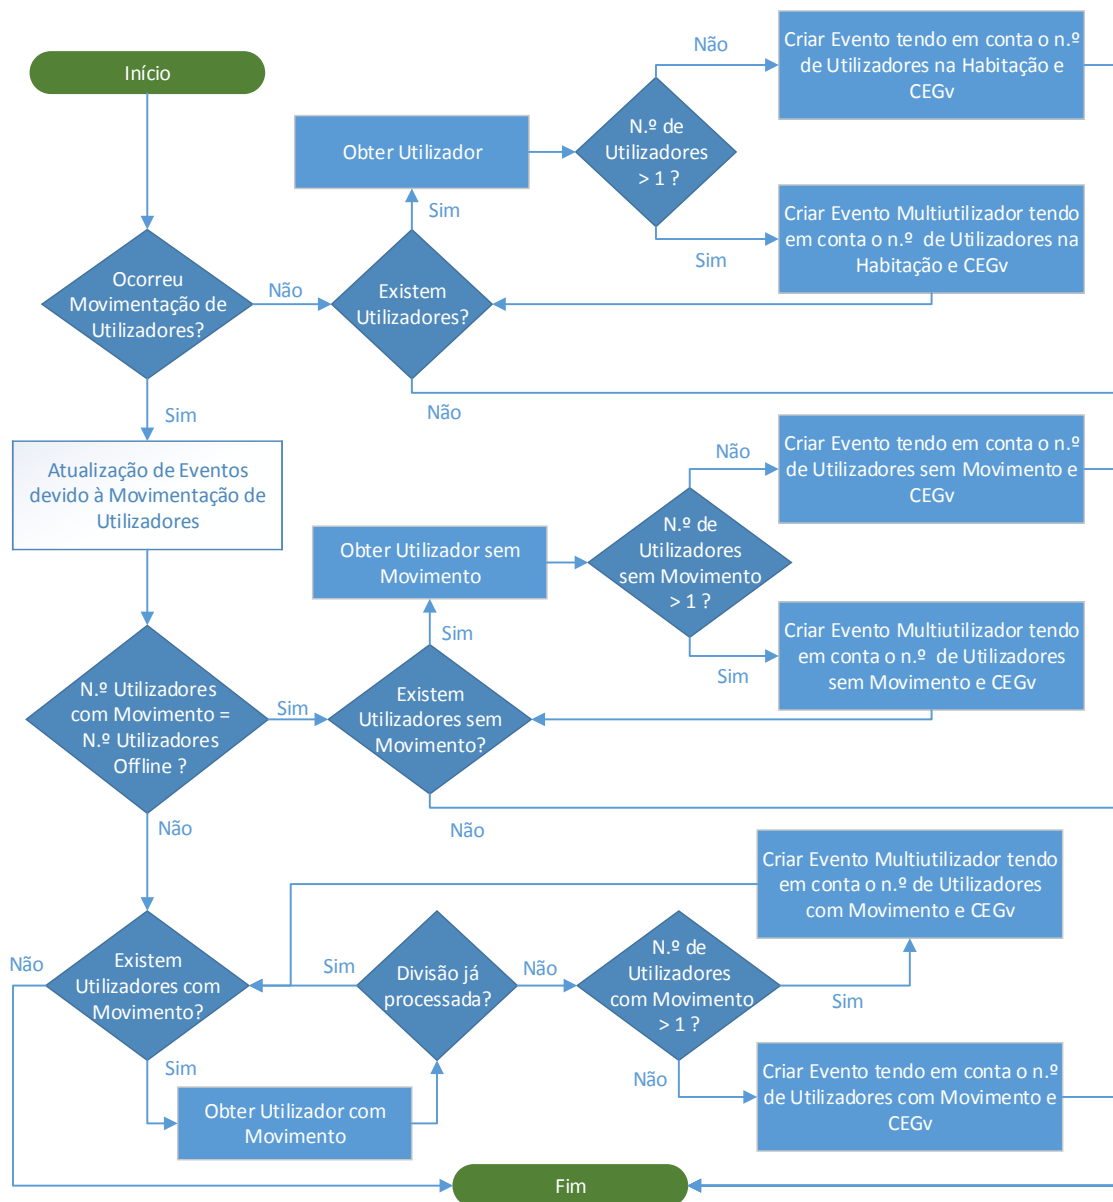 Início
Não
Criar Evento tendo em conta o n.º
de Utilizadores na Habitação e
CEGv
Obter Utilizador
N.º de
Utilizadores
> 1 ?
Sim
Criar Evento Multiutilizador tendo
em conta o n.º  de Utilizadores na
Habitação e CEGv
Sim
Ocorreu
Movimentação de
Utilizadores?
Não
Existem
Utilizadores?
Não
Sim
Atualização de Eventos
devido à Movimentação de
Utilizadores
Não
Criar Evento tendo em conta o n.º
de Utilizadores sem Movimento e
CEGv
Obter Utilizador sem
Movimento
N.º de
Utilizadores
sem Movimento
> 1 ?
Sim
Sim
Criar Evento Multiutilizador tendo
em conta o n.º  de Utilizadores
sem Movimento e CEGv
N.º Utilizadores
com Movimento =
N.º Utilizadores
Offline ?
Sim
Existem
Utilizadores sem
Movimento?
Não
Não
Criar Evento Multiutilizador tendo
em conta o n.º de Utilizadores
com Movimento e CEGv
Não
Existem
Utilizadores com
Movimento?
Sim
Divisão já
processada?
Não
N.º de
Utilizadores
com Movimento
> 1 ?
Sim
Sim
Obter Utilizador com
Movimento
Não
Criar Evento tendo em conta o n.º
de Utilizadores com Movimento e
CEGv
Fim